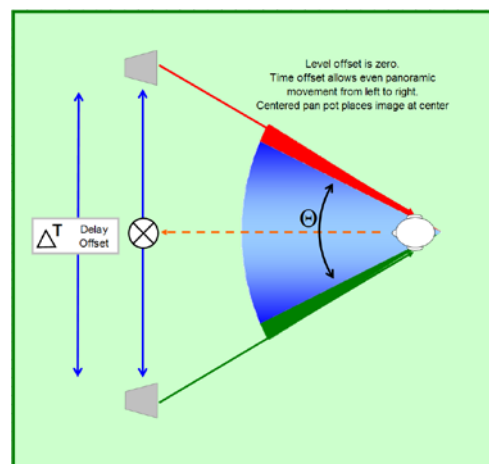 Level offset is zero.
Time offset allows even panoramic
movement from left to right.
Centered pan pot places image at center
Θ
△T Delay
Offset